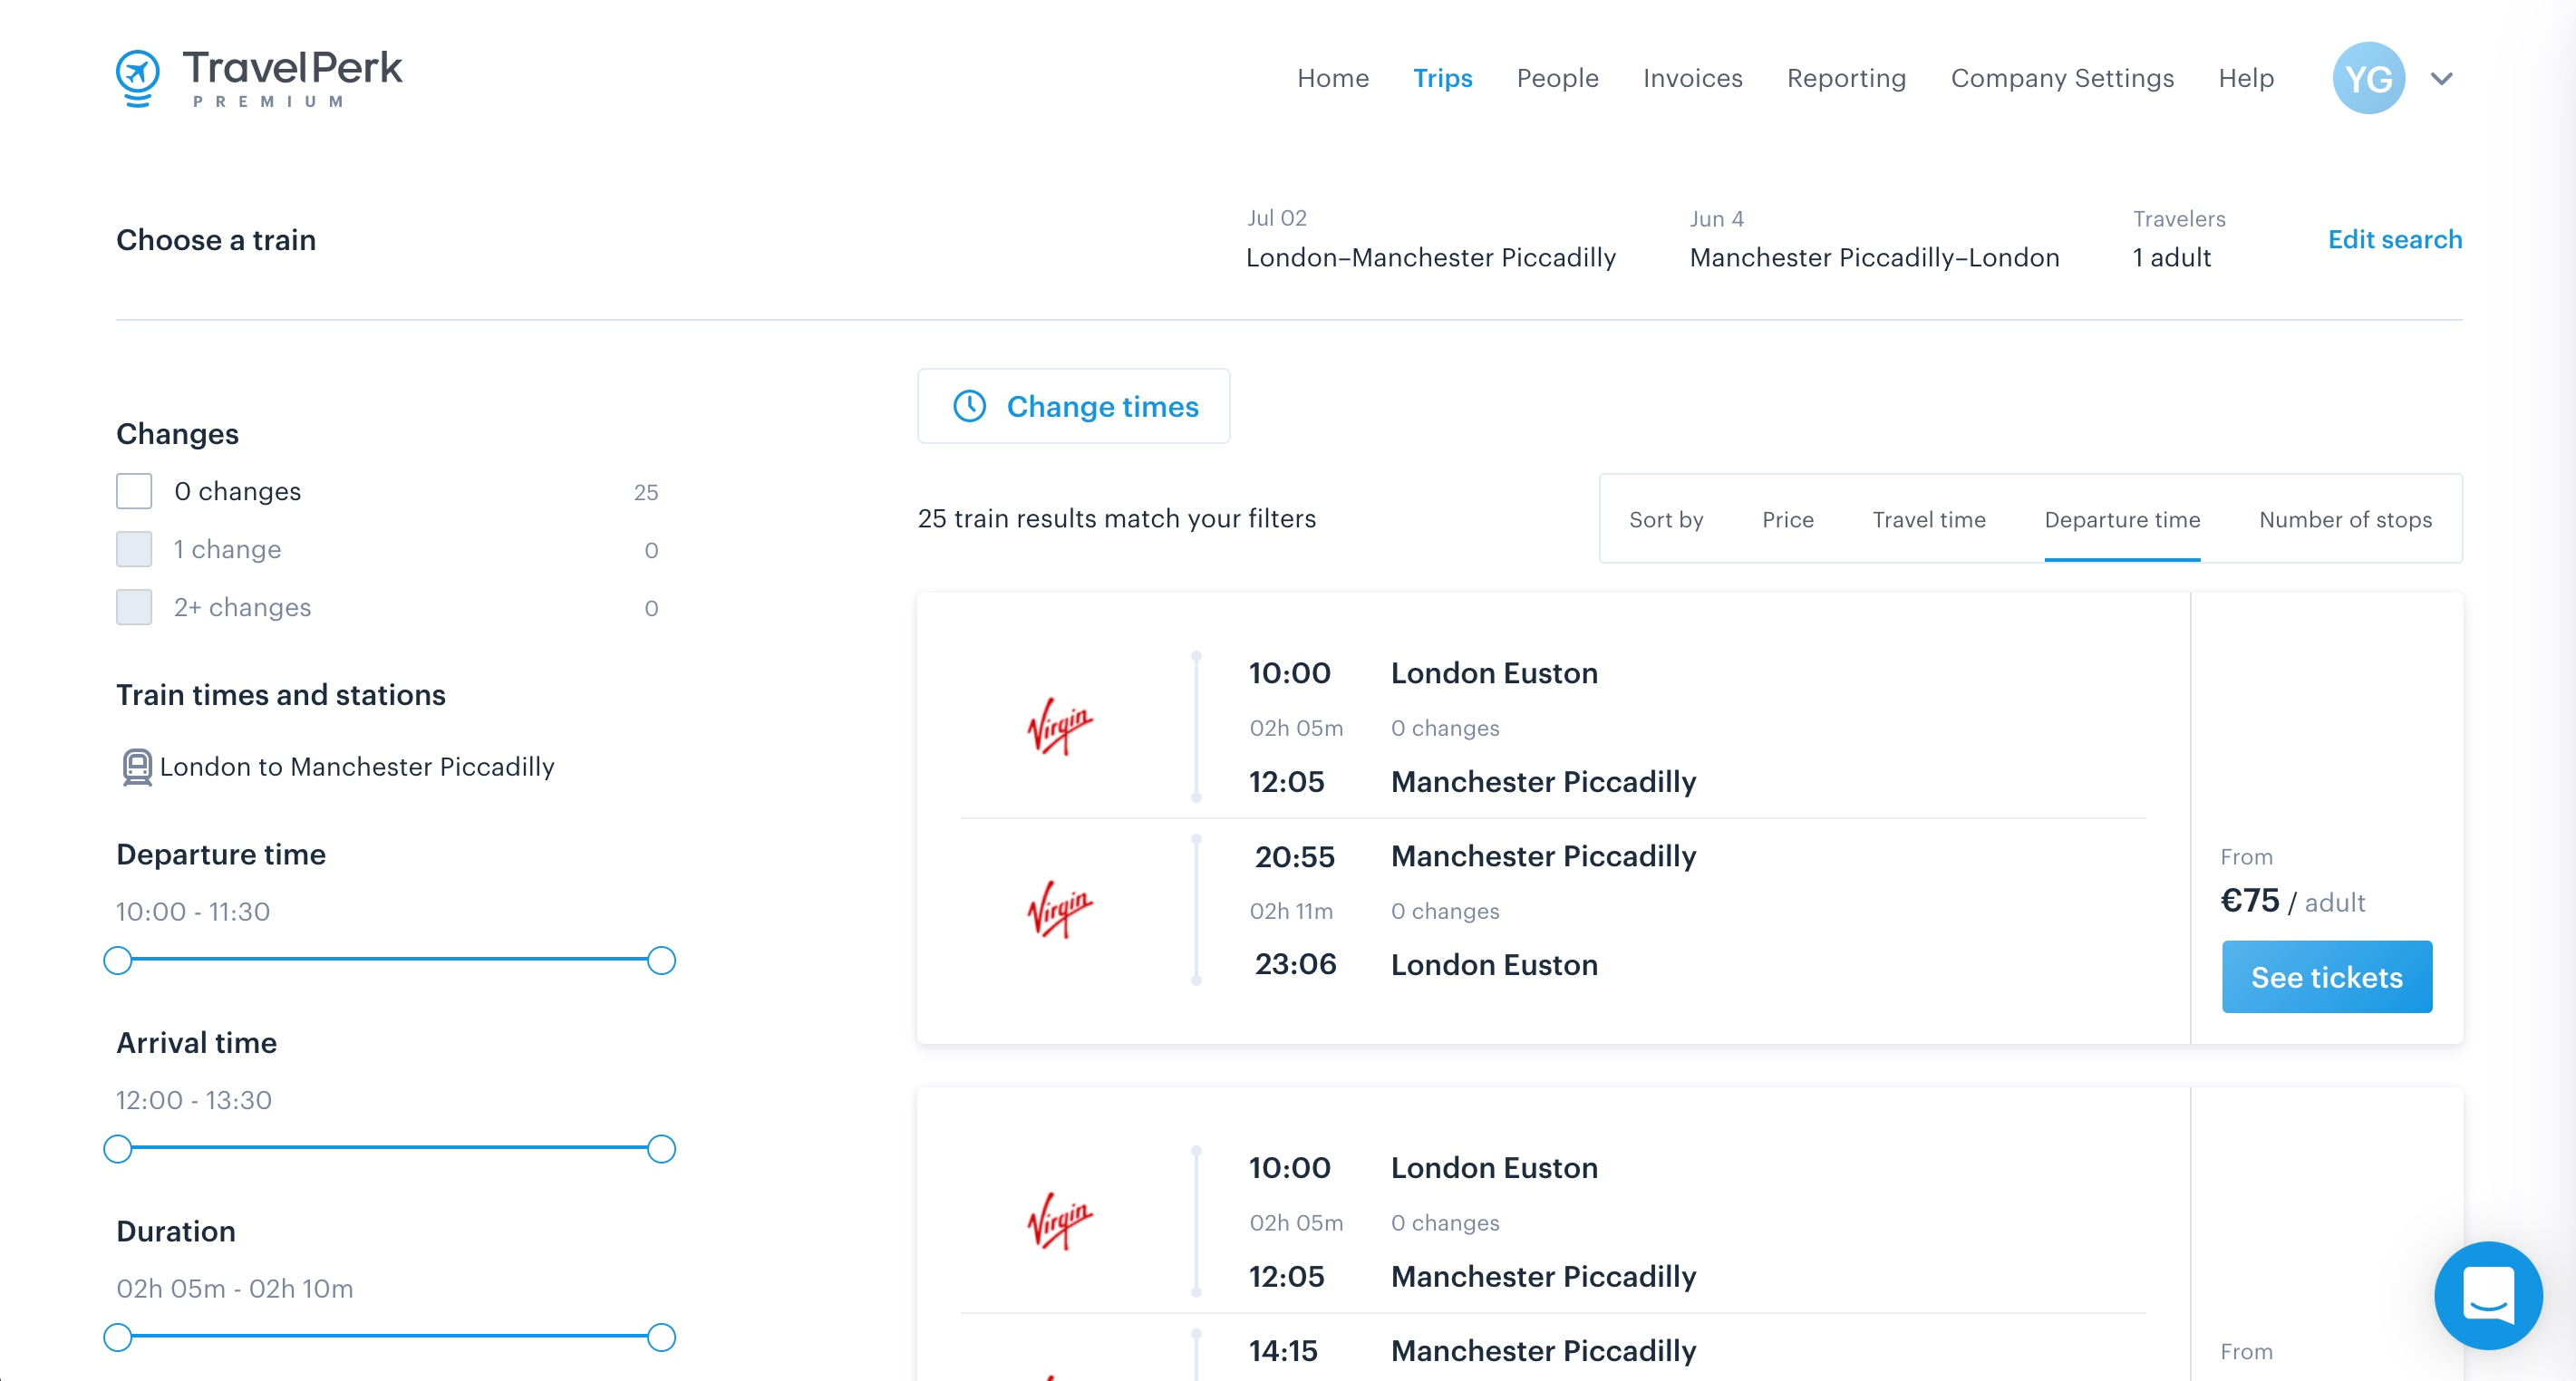 TravelPerk
PREMIUM
Home Trips People Invoices Reporting Company Settings Help YG
Choose a train
Jul 02
London–Manchester Piccadilly
Jun 4
Manchester Piccadilly–London
Travelers
1 adult
Edit search
Change times
Changes
0 changes 25
1 change 0
2+ changes 0
Train times and stations
London to Manchester Piccadilly
Departure time
10:00 - 11:30
Arrival time
12:00 - 13:30
Duration
02h 05m - 02h 10m
25 train results match your filters
Sort by Price Travel time Departure time Number of stops
Virgin
10:00 London Euston
02h 05m 0 changes
12:05 Manchester Piccadilly
Virgin
20:55 Manchester Piccadilly
02h 11m 0 changes
23:06 London Euston
From
€75 / adult
See tickets
Virgin
10:00 London Euston
02h 05m 0 changes
12:05 Manchester Piccadilly
14:15 Manchester Piccadilly
From